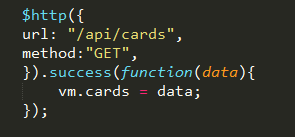 $http({
url: "/api/cards",
method:"GET",
}).success(function(data){
    vm.cards = data;
});